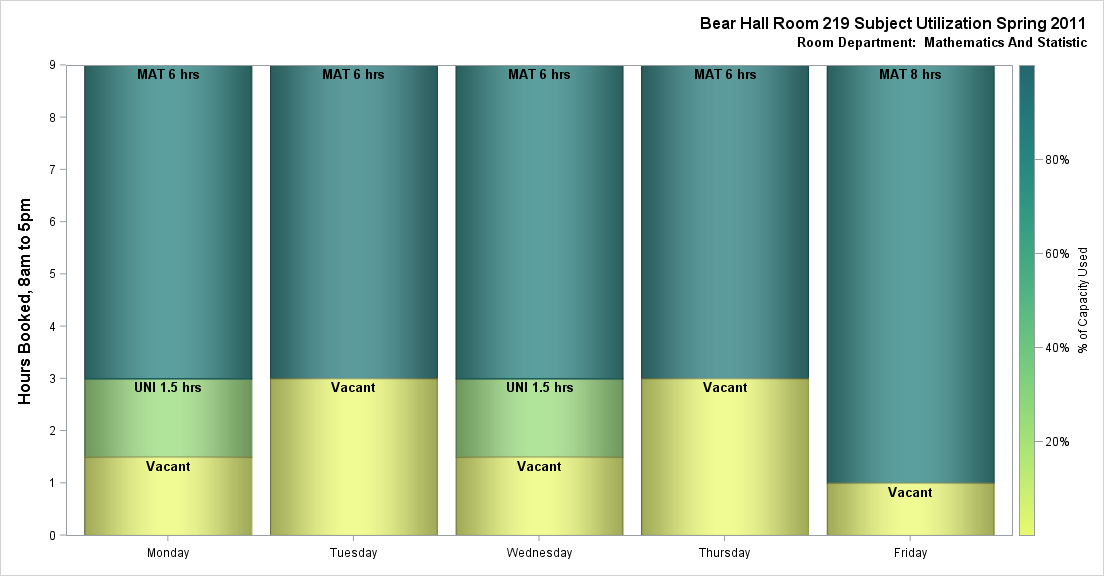 Bear Hall Room 219 Subject Utilization Spring 2011
Room Department:  Mathematics And Statistic
Hours Booked, 8am to 5pm
9
8
7
6
5
4
3
2
1
0
MAT 6 hrs
UNI 1.5 hrs
Vacant
MAT 6 hrs
Vacant
MAT 6 hrs
UNI 1.5 hrs
Vacant
MAT 6 hrs
Vacant
MAT 8 hrs
Vacant
Monday
Tuesday
Wednesday
Thursday
Friday
80%
60%
40%
20%
% of Capacity Used